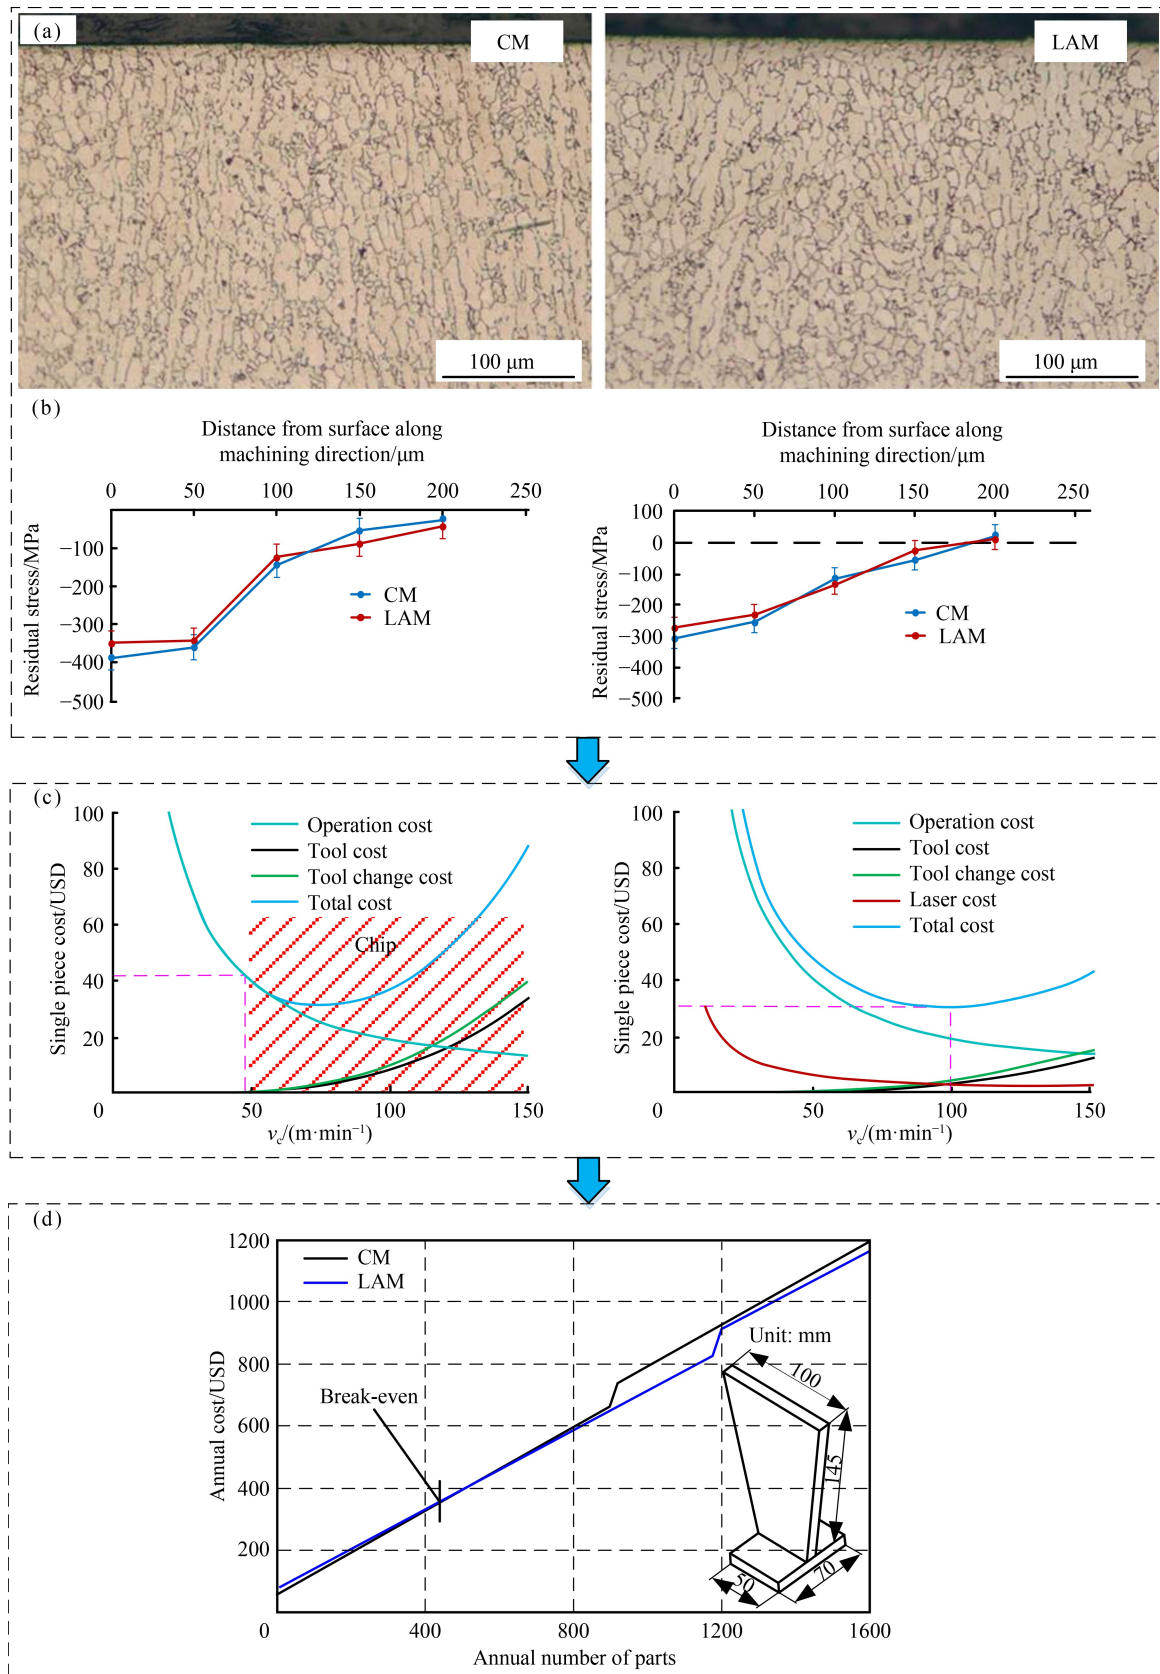 (a)
CM
LAM
100 μm
100 μm
(b)
Distance from surface along
machining direction/μm
0 50 100 150 200 250
−100
−200
−300
−400
−500
Residual stress/MPa
CM
LAM
Distance from surface along
machining direction/μm
0 50 100 150 200 250
100
0
−100
−200
−300
−400
−500
Residual stress/MPa
CM
LAM
(c)
100
80
60
40
20
0
Single piece cost/USD
Operation cost
Tool cost
Tool change cost
Total cost
Chip
50 100 150
v_c/(m·min⁻¹)
100
80
60
40
20
0
Single piece cost/USD
Operation cost
Tool cost
Tool change cost
Laser cost
Total cost
50 100 150
v_c/(m·min⁻¹)
(d)
1200
1000
800
600
400
200
0
Annual cost/USD
CM
LAM
Break-even
Unit: mm
100
145
50
70
400 800 1200 1600
Annual number of parts